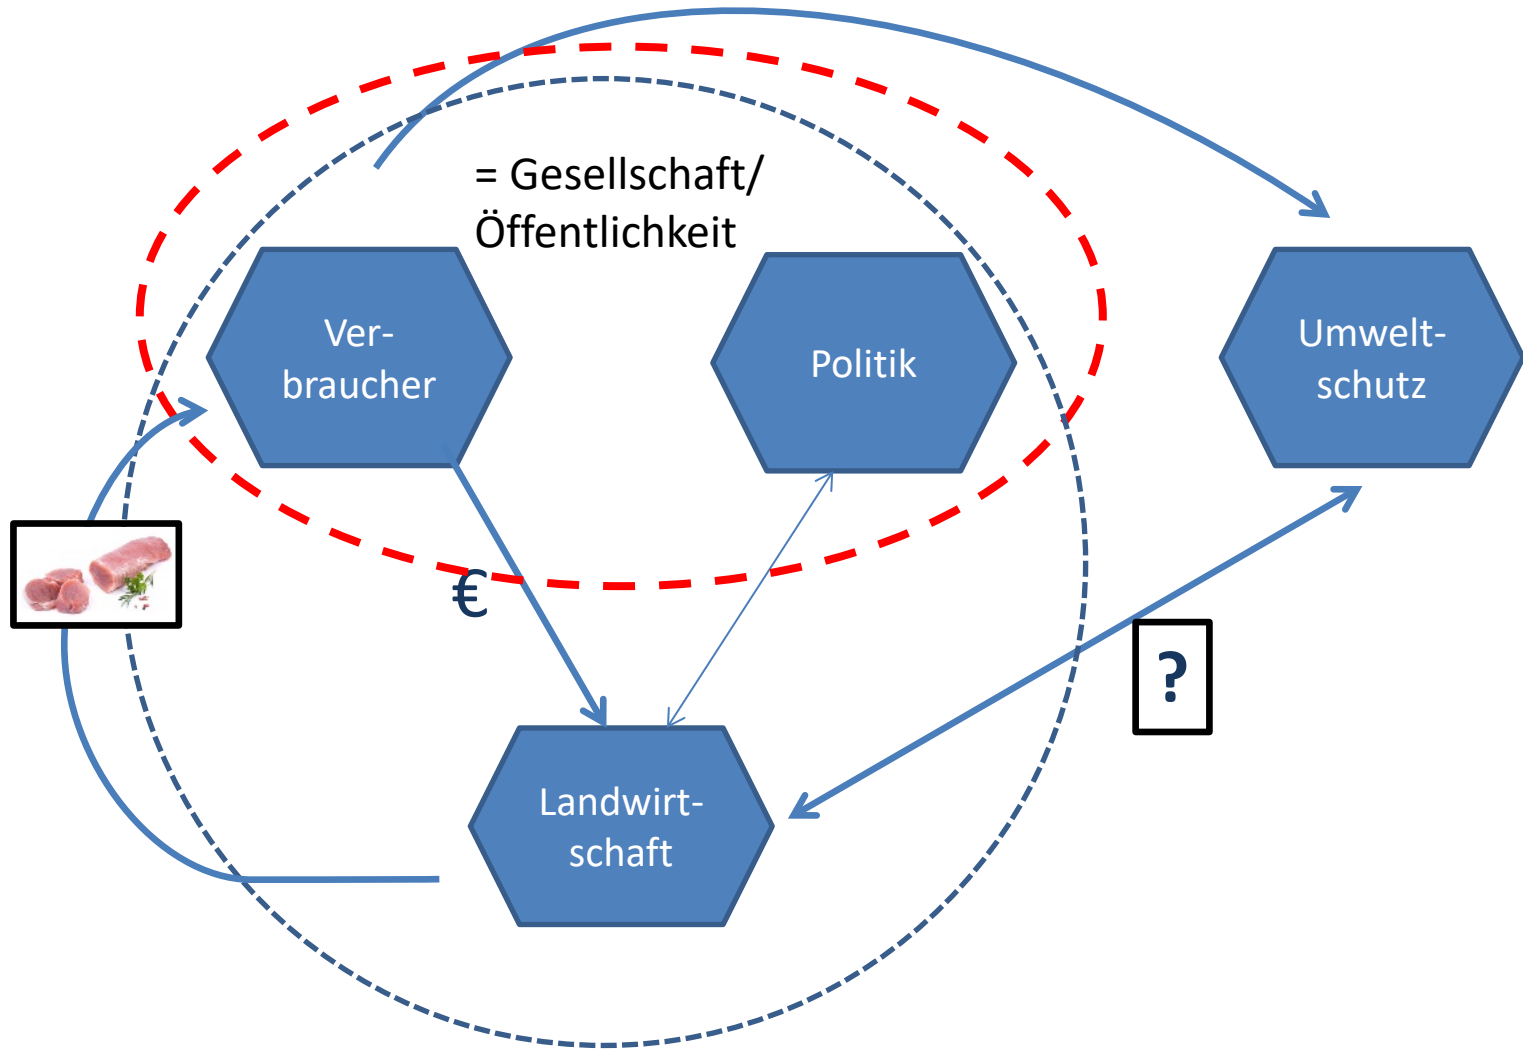 = Gesellschaft/
Öffentlichkeit
Ver-
braucher
Politik
Umwelt-
schutz
€
?
Landwirt-
schaft